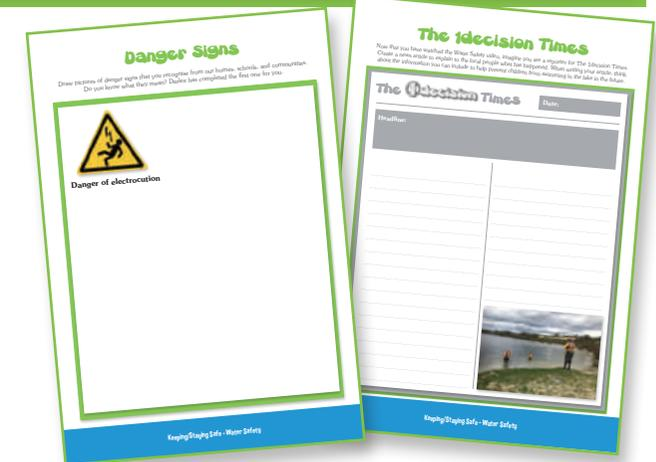 Danger Signs
Draw pictures of danger signs that you recognise from our homes, schools, and communities.
Do you know what they mean? Darlee has completed the first one for you.
Danger of electrocution
Keeping/Staying Safe - Water Safety
The 1decision Times
Now that you have watched the Water Safety video, imagine you are a reporter for The 1decision Times.
Create a news article to explain to the local people what has happened. When writing your article, think
about the information you can include to help prevent children from swimming in the lake in the future.
The 1decision Times
Date:
Headline:
Keeping/Staying Safe - Water Safety